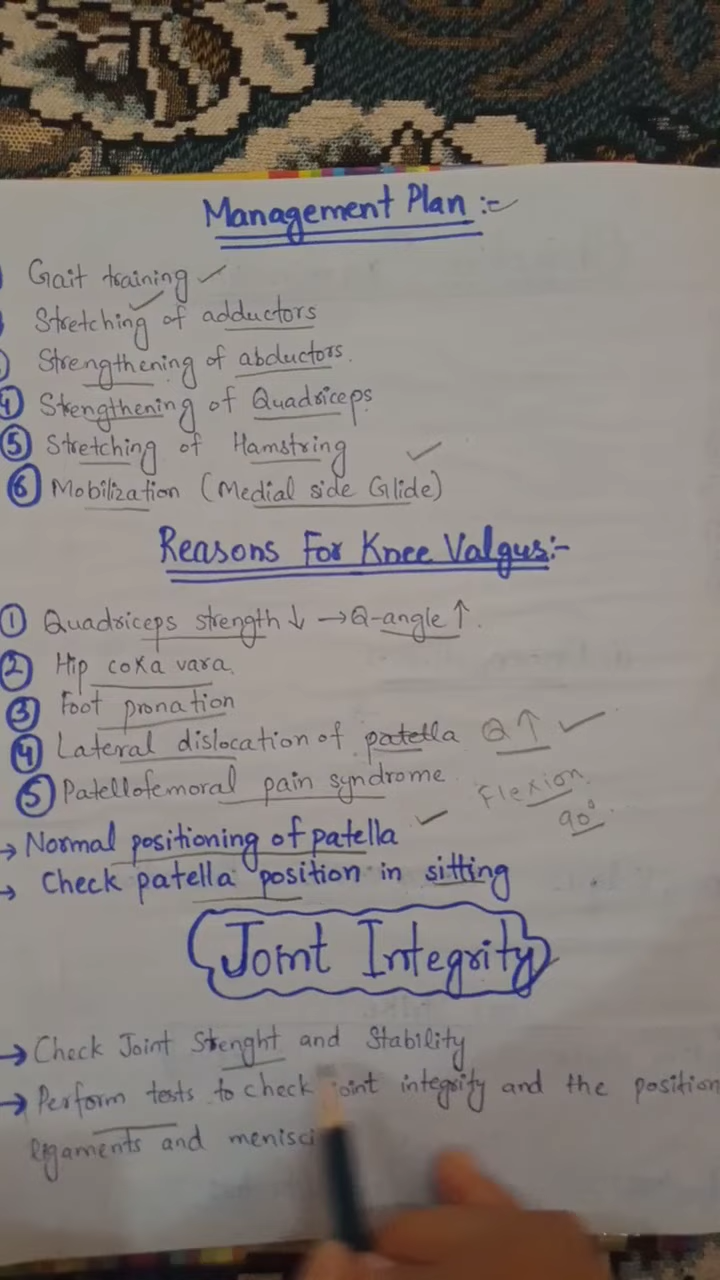 Management Plan :-
Gait training ✓
Stretching of adductors
Strengthening of abductors.
4 Strengthening of Quadriceps
5 Stretching of Hamstring ✓
6 Mobilization (Medial side Glide)
Reasons For Knee Valgus:-
1 Quadriceps strength ↓ → Q-angle ↑.
2 Hip coxa vara.
3 Foot pronation
4 Lateral dislocation of patella Q ↑ ✓
5 Patellofemoral pain syndrome Flexion
90°
→ Normal positioning of patella ✓
→ Check patella position in sitting
Joint Integrity
→ Check Joint Strenght and Stability
→ Perform tests to check joint integrity and the position
ligaments and menisci